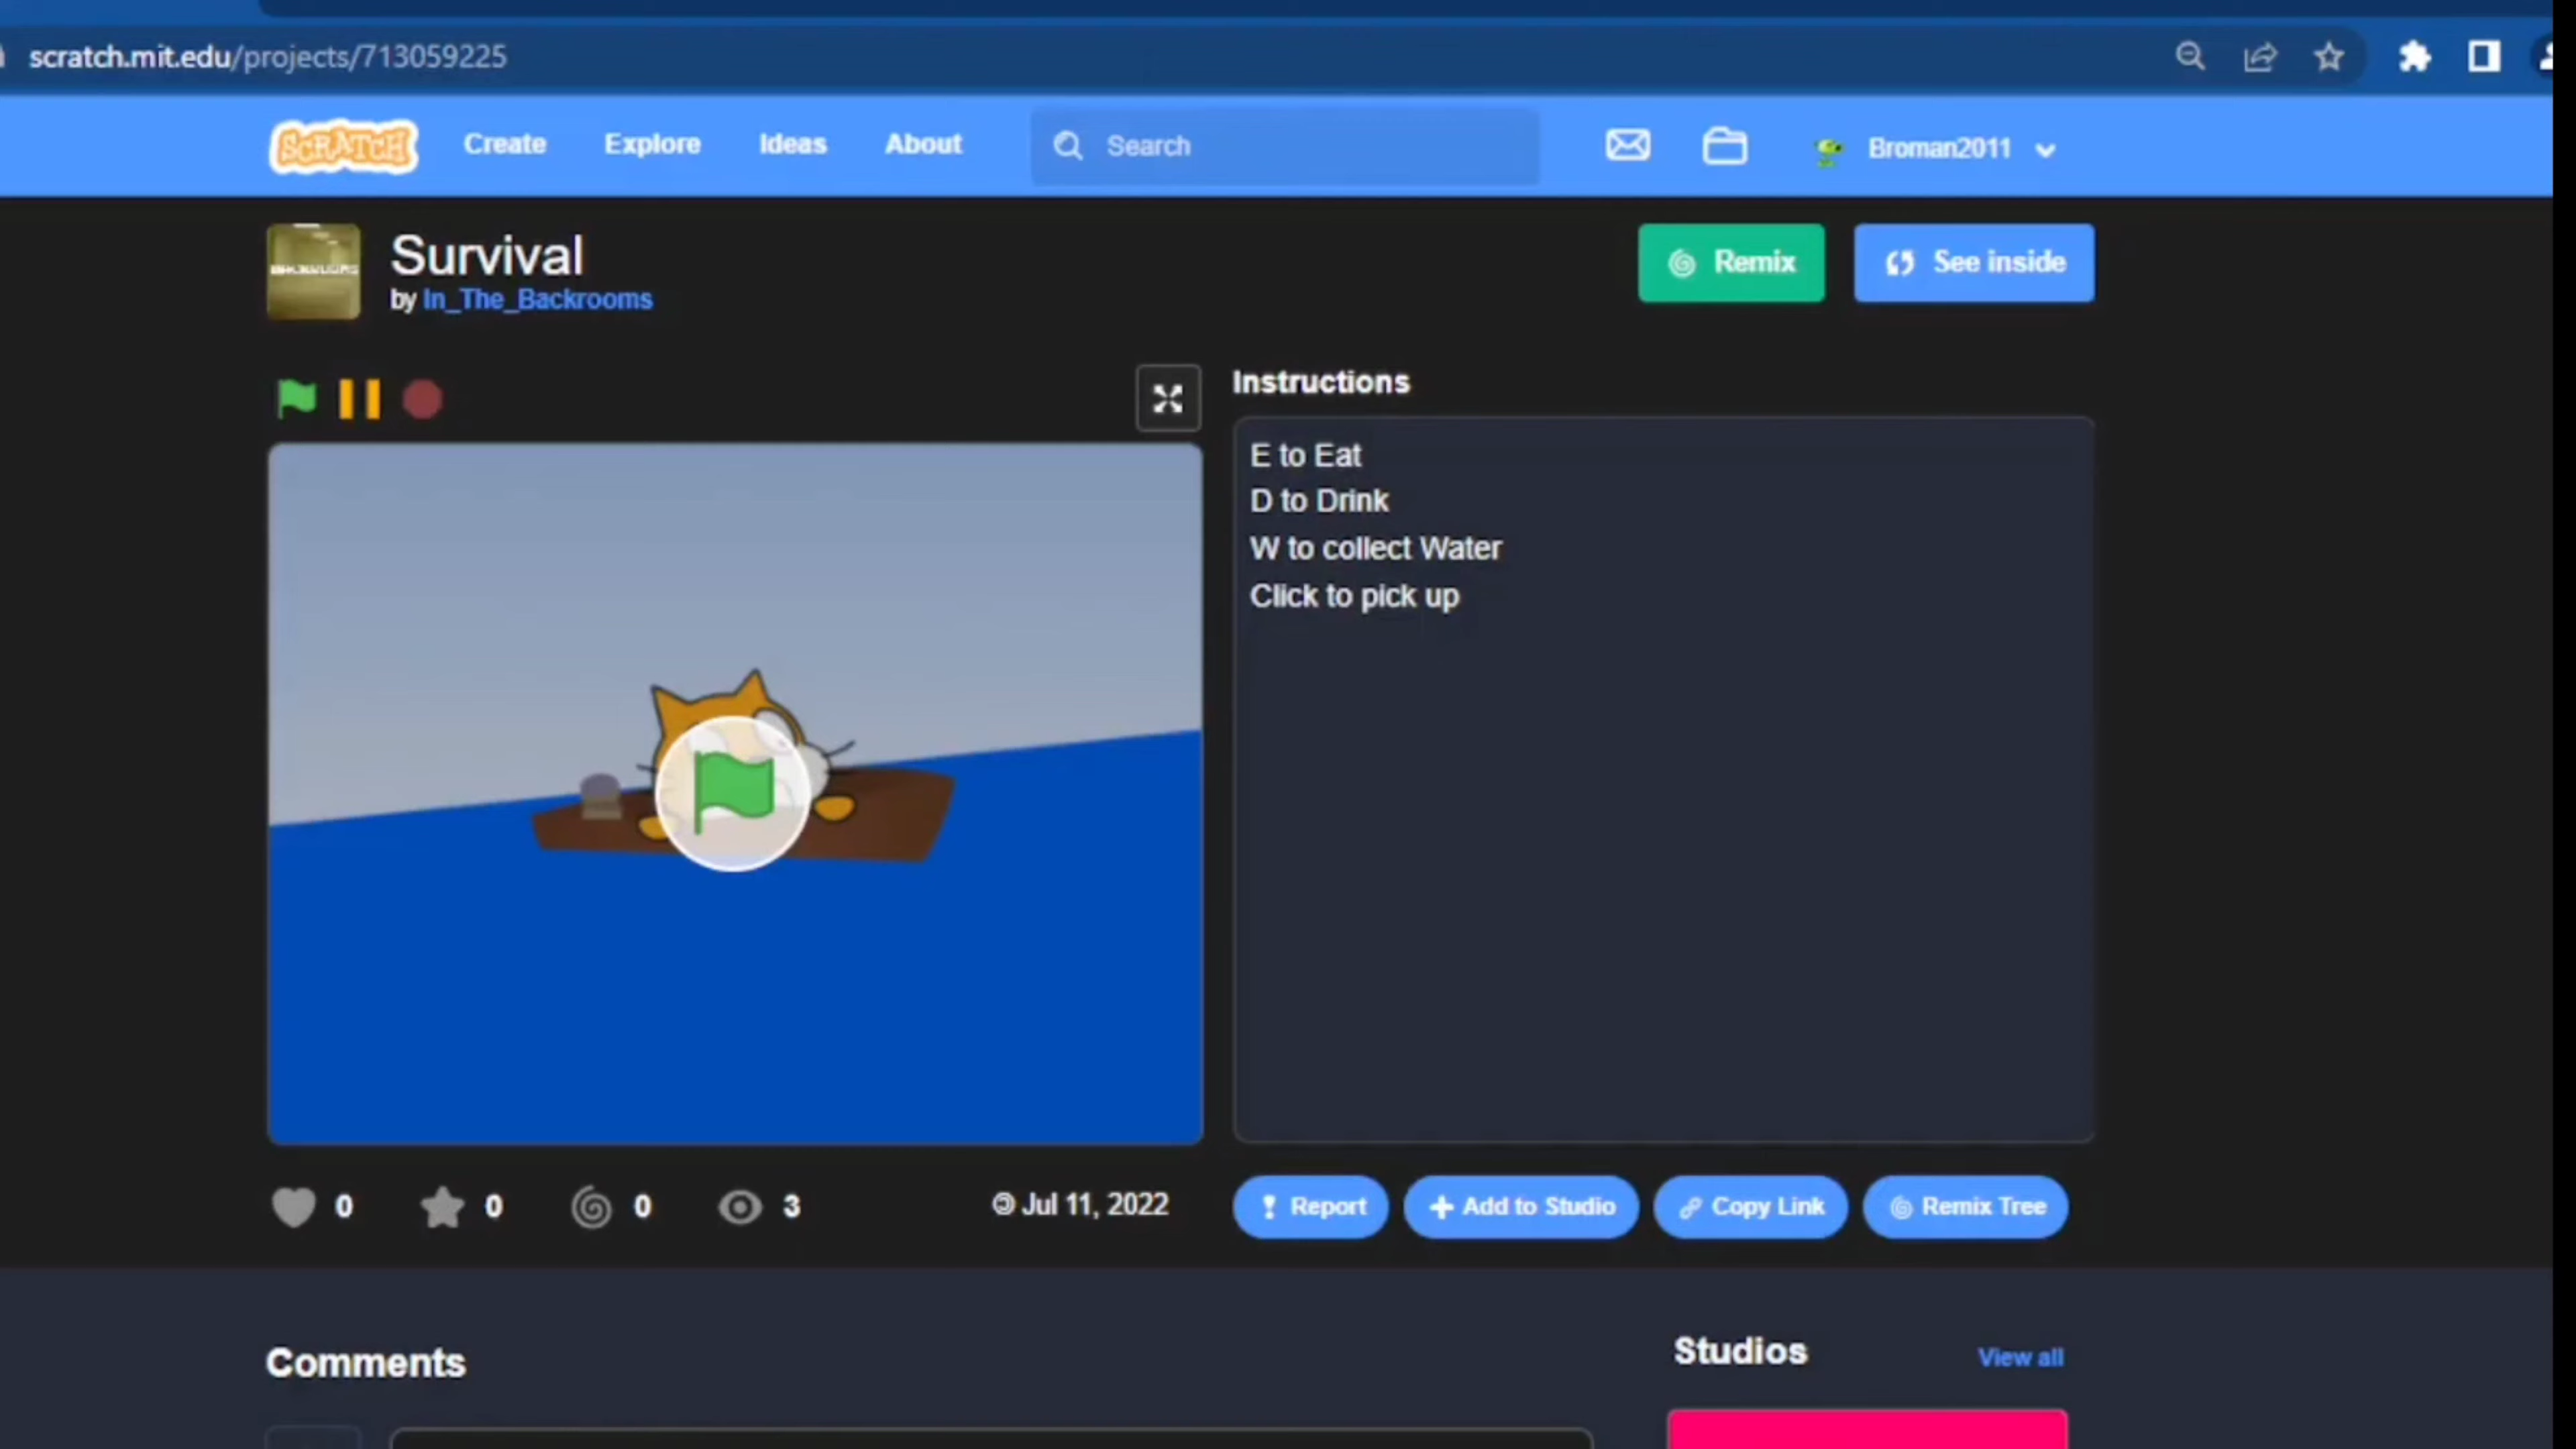 scratch.mit.edu/projects/713059225
SCRATCH Create Explore Ideas About Search Broman2011
Survival
by In_The_Backrooms
Remix See inside
Instructions
E to Eat
D to Drink
W to collect Water
Click to pick up
0 0 0 3 Jul 11, 2022
Report Add to Studio Copy Link Remix Tree
Comments
Studios View all